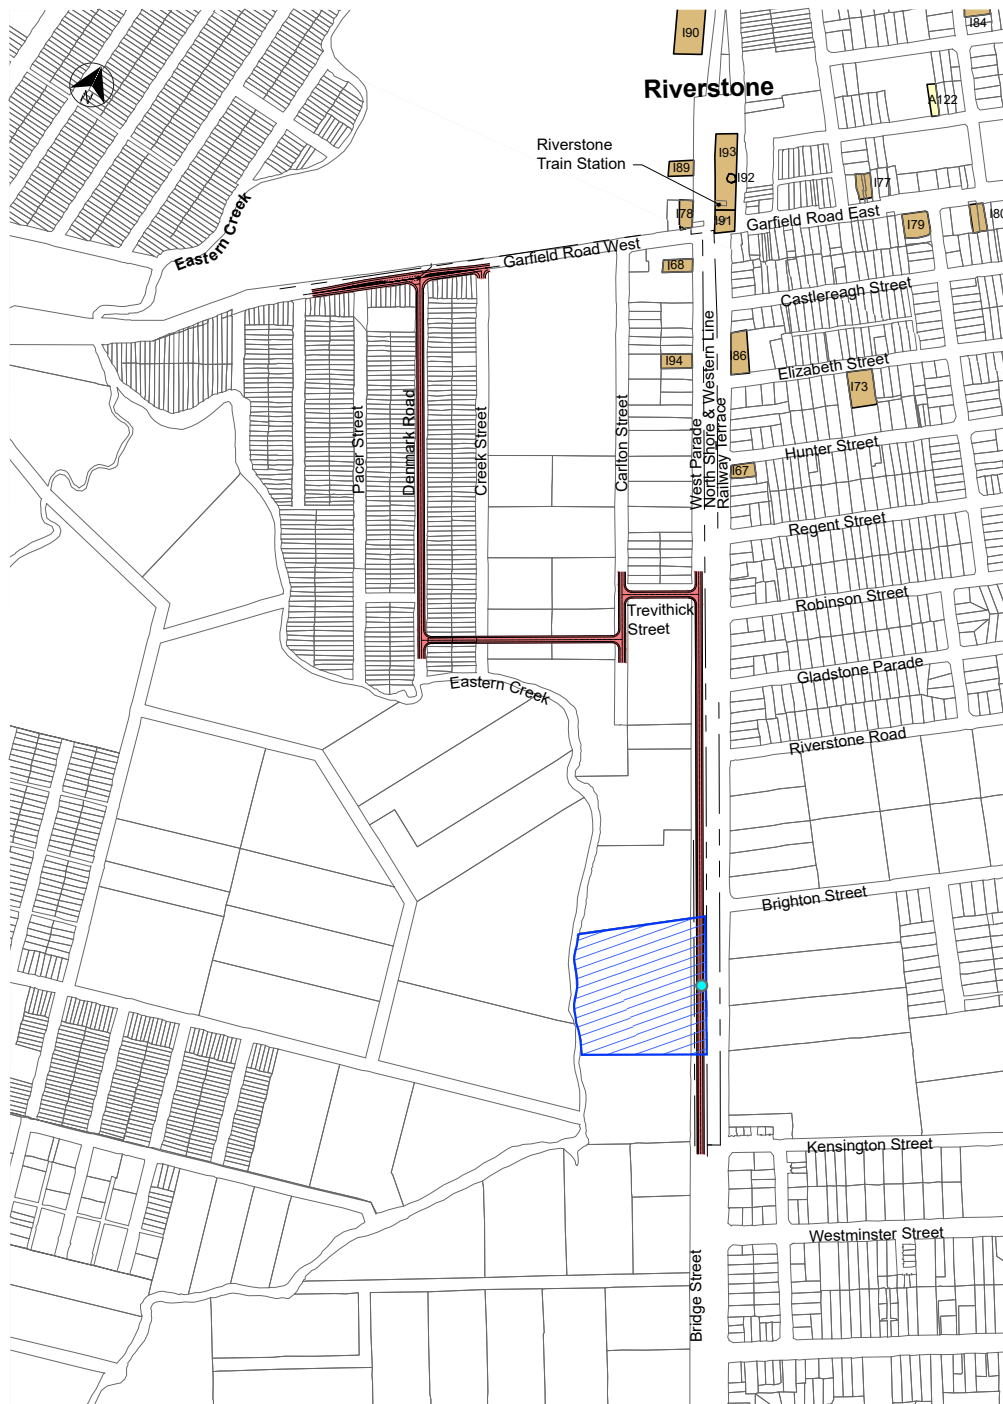 I90
I84
Riverstone
A122
Riverstone
Train Station
I93
I89
I92
I77
I78
I91
Garfield Road East
I79
I80
Eastern Creek
Garfield Road West
I68
Castlereagh Street
I94
I86
Elizabeth Street
I73
Pacer Street
Denmark Road
Creek Street
Carlton Street
West Parade
North Shore & Western Line
Railway Terrace
Hunter Street
I67
Regent Street
Robinson Street
Trevithick
Street
Gladstone Parade
Eastern Creek
Riverstone Road
Brighton Street
Kensington Street
Westminster Street
Bridge Street
N